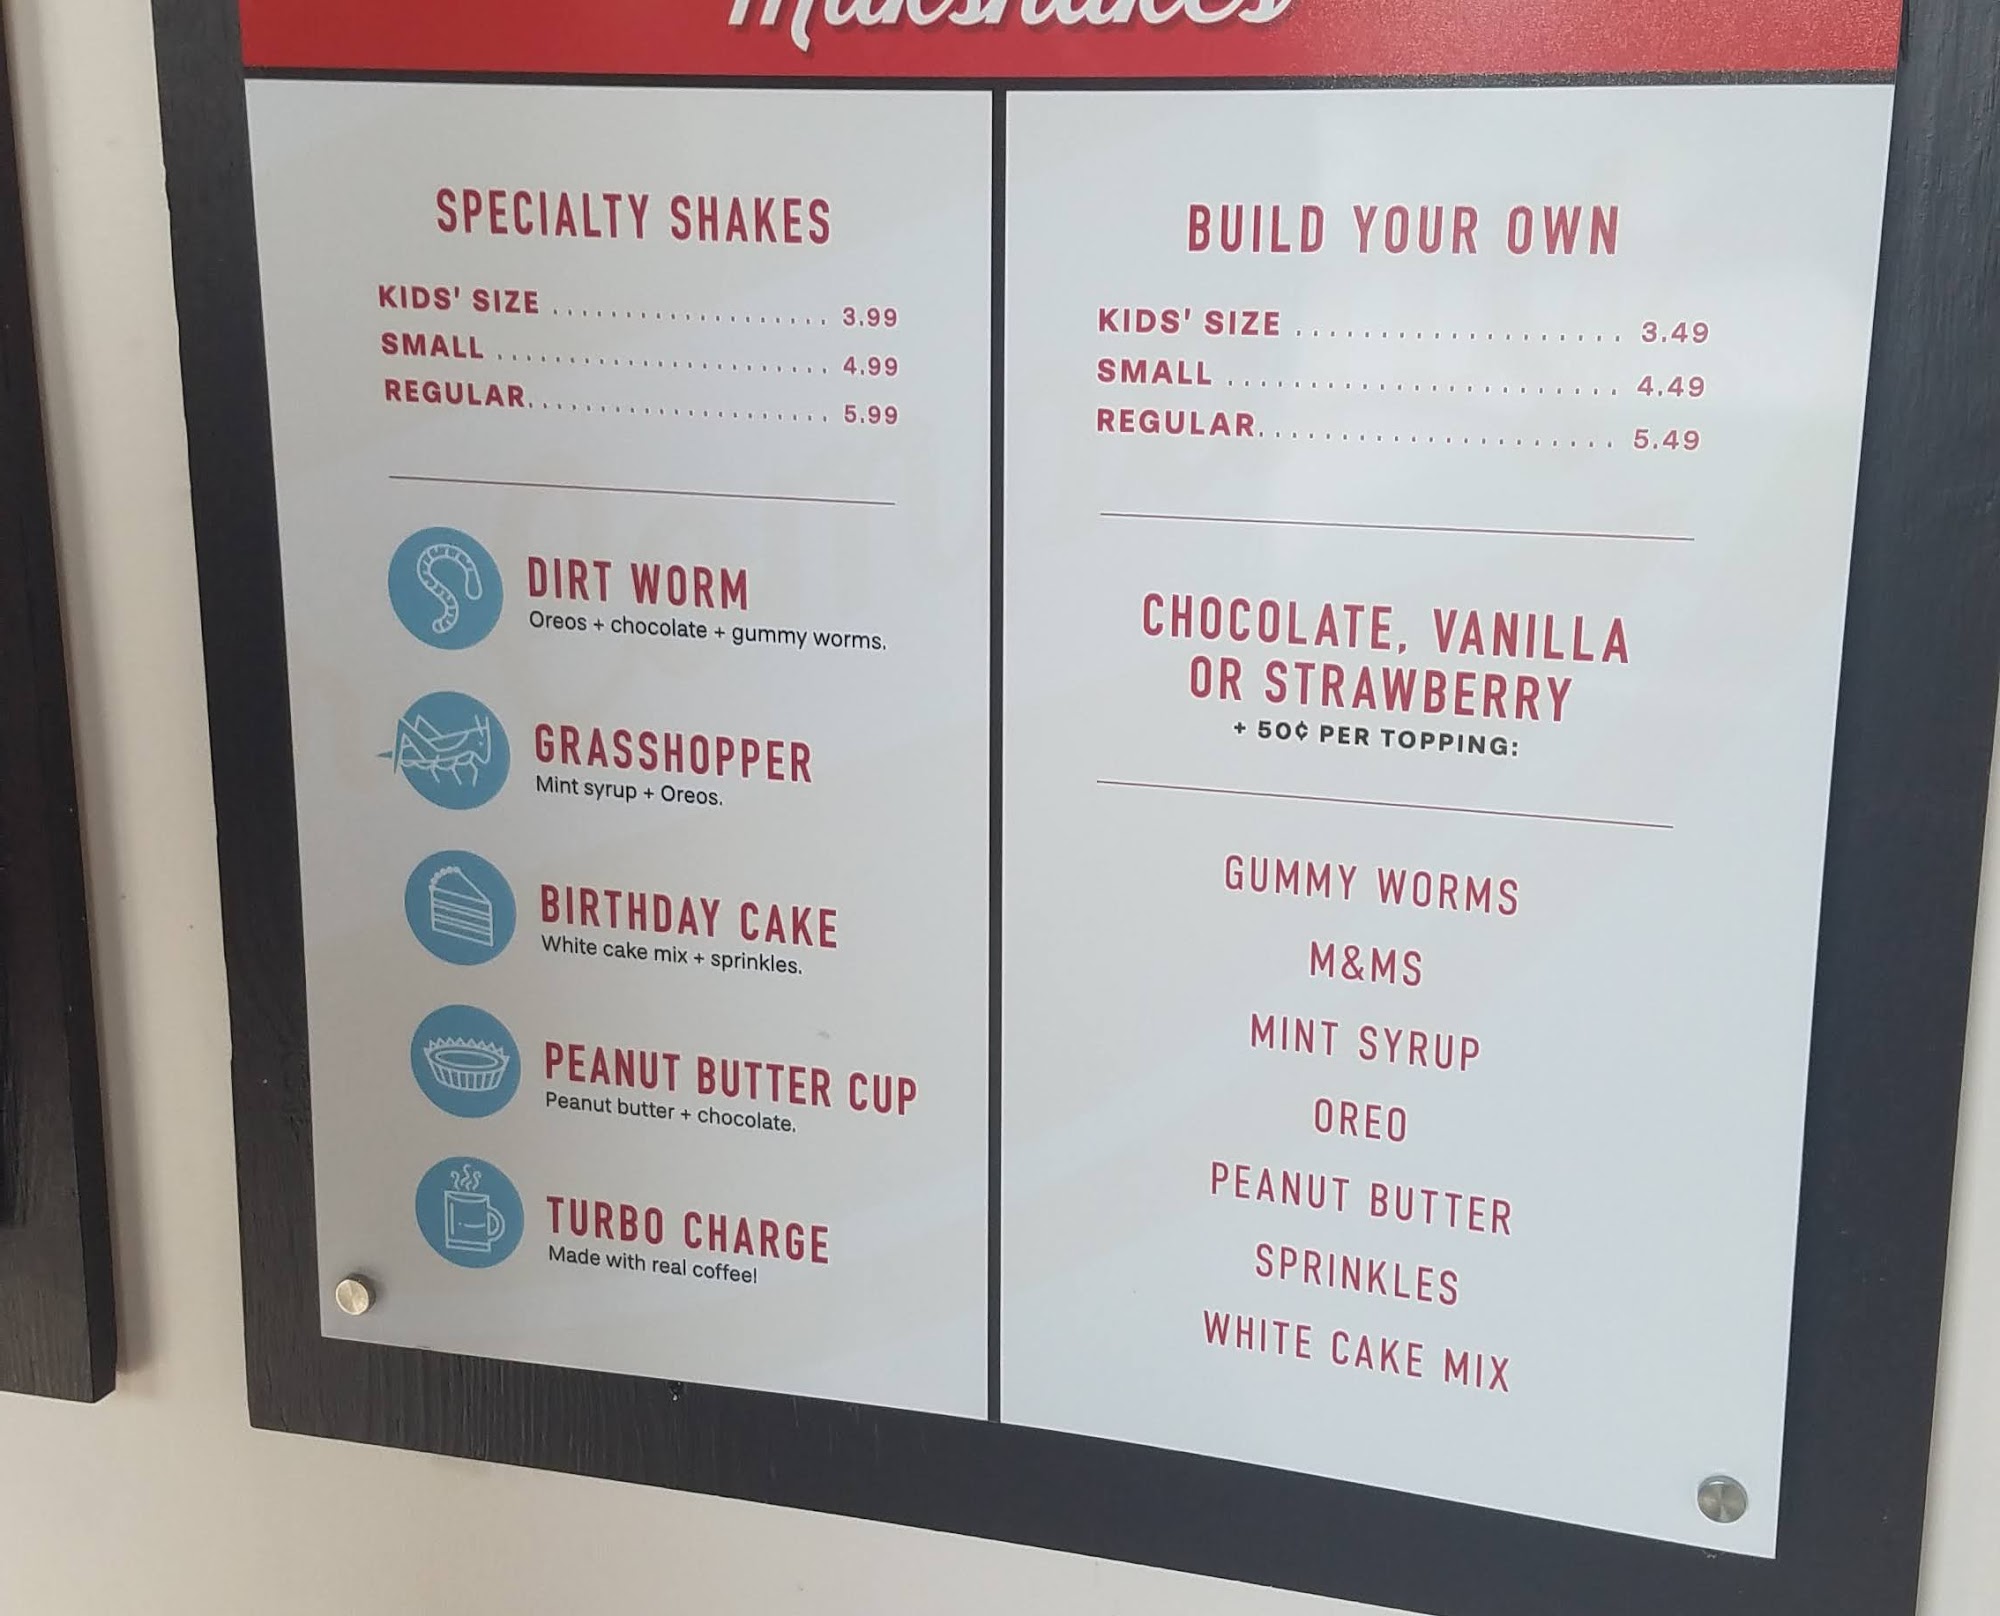 Milkshakes
SPECIALTY SHAKES
KIDS' SIZE ................... 3.99
SMALL ....................... 4.99
REGULAR..................... 5.99
DIRT WORM
Oreos + chocolate + gummy worms.
GRASSHOPPER
Mint syrup + Oreos.
BIRTHDAY CAKE
White cake mix + sprinkles.
PEANUT BUTTER CUP
Peanut butter + chocolate.
TURBO CHARGE
Made with real coffee!
BUILD YOUR OWN
KIDS' SIZE ................... 3.49
SMALL ....................... 4.49
REGULAR..................... 5.49
CHOCOLATE, VANILLA
OR STRAWBERRY
+ 50¢ PER TOPPING:
GUMMY WORMS
M&MS
MINT SYRUP
OREO
PEANUT BUTTER
SPRINKLES
WHITE CAKE MIX